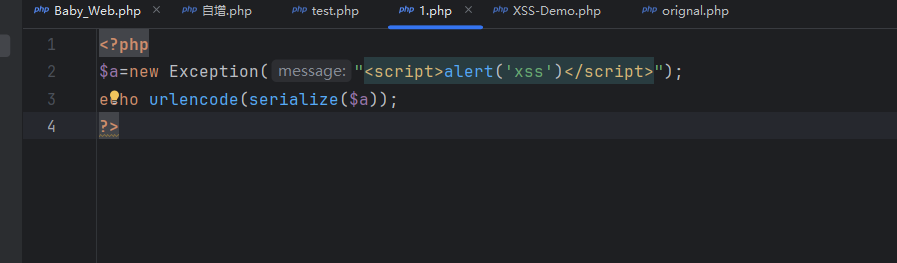 php Baby_Web.php × php 自增.php php test.php php 1.php × php XSS-Demo.php php orignal.php
1 <?php
2 $a=new Exception( message: "<script>alert('xss')</script>");
3 echo urlencode(serialize($a));
4 ?>